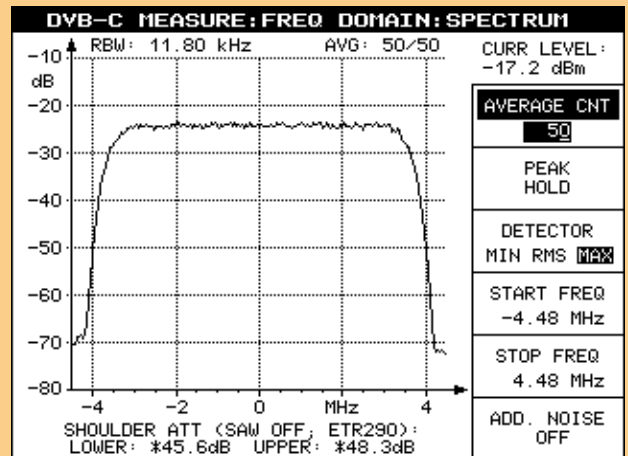 DVB-C MEASURE:FREQ DOMAIN:SPECTRUM
RBW: 11.80 kHz AVG: 50/50
-10
dB
-20
-30
-40
-50
-60
-70
-80
-4 -2 0 MHz 4
SHOULDER ATT (SAW OFF; ETR290):
LOWER: *45.6dB UPPER: *48.3dB
CURR LEVEL:
-17.2 dBm
AVERAGE CNT
50
PEAK
HOLD
DETECTOR
MIN RMS MAX
START FREQ
-4.48 MHz
STOP FREQ
4.48 MHz
ADD. NOISE
OFF